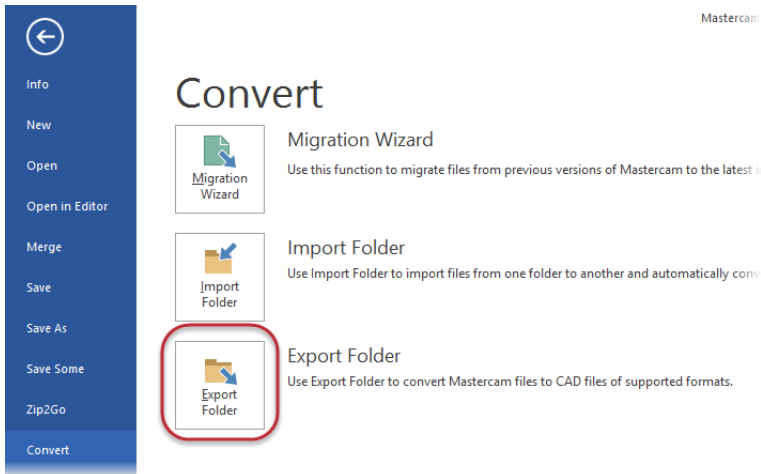 Mastercam
Info
New
Open
Open in Editor
Merge
Save
Save As
Save Some
Zip2Go
Convert
Convert
Migration
Wizard
Migration Wizard
Use this function to migrate files from previous versions of Mastercam to the latest
Import
Folder
Import Folder
Use Import Folder to import files from one folder to another and automatically
Export
Folder
Export Folder
Use Export Folder to convert Mastercam files to CAD files of supported formats.